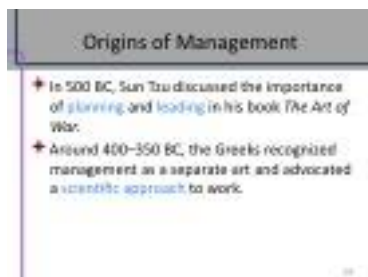 Origins of Management
In 500 BC, Sun Tzu discussed the importance
of planning and leading in his book The Art of
War.
Around 400–350 BC, the Greeks recognized
management as a separate art and advocated
a scientific approach to work.